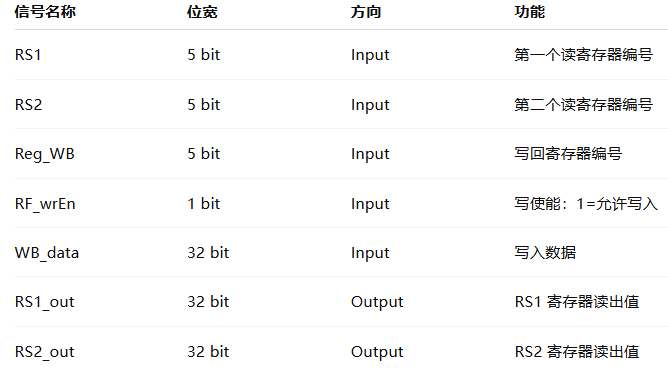 信号名称 位宽 方向 功能
RS1 5 bit Input 第一个读寄存器编号
RS2 5 bit Input 第二个读寄存器编号
Reg_WB 5 bit Input 写回寄存器编号
RF_wrEn 1 bit Input 写使能：1=允许写入
WB_data 32 bit Input 写入数据
RS1_out 32 bit Output RS1 寄存器读出值
RS2_out 32 bit Output RS2 寄存器读出值